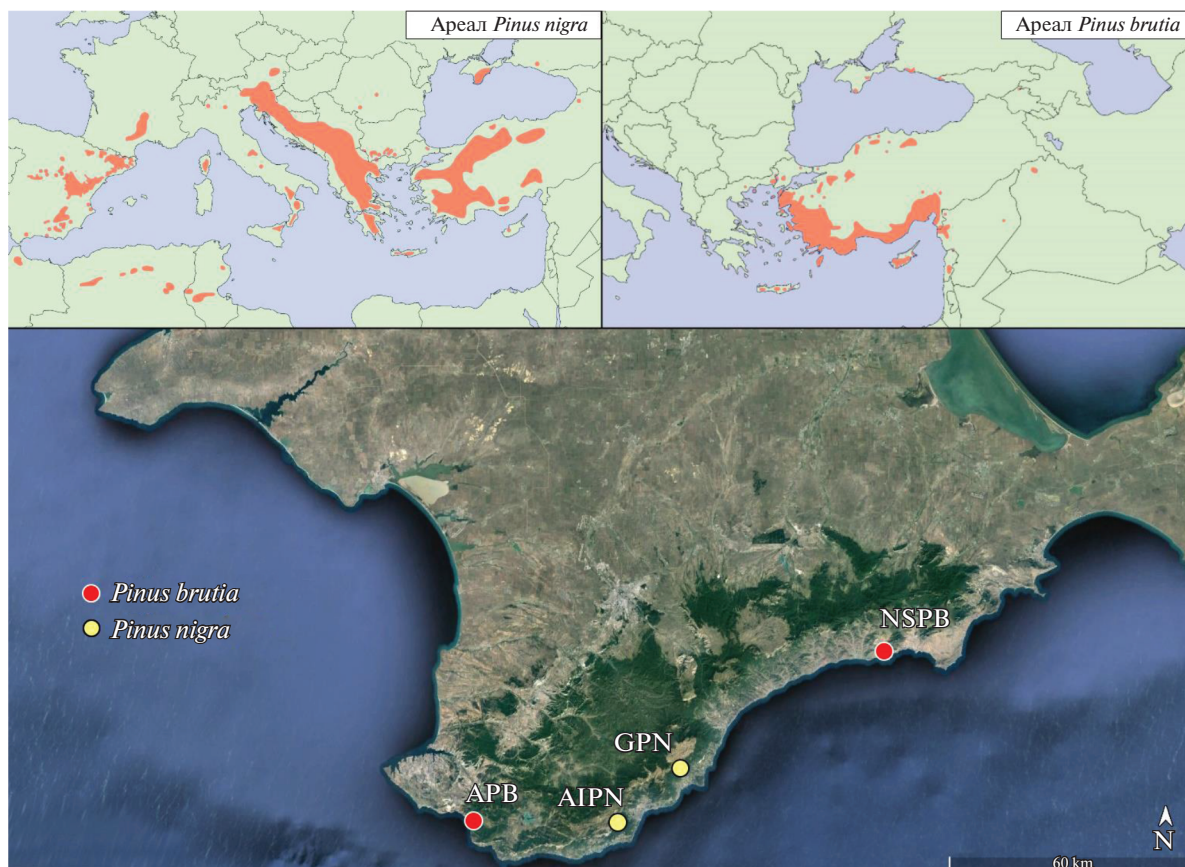 Ареал Pinus nigra
Ареал Pinus brutia
Pinus brutia
Pinus nigra
NSPB
GPN
APB
AIPN
N
60 km